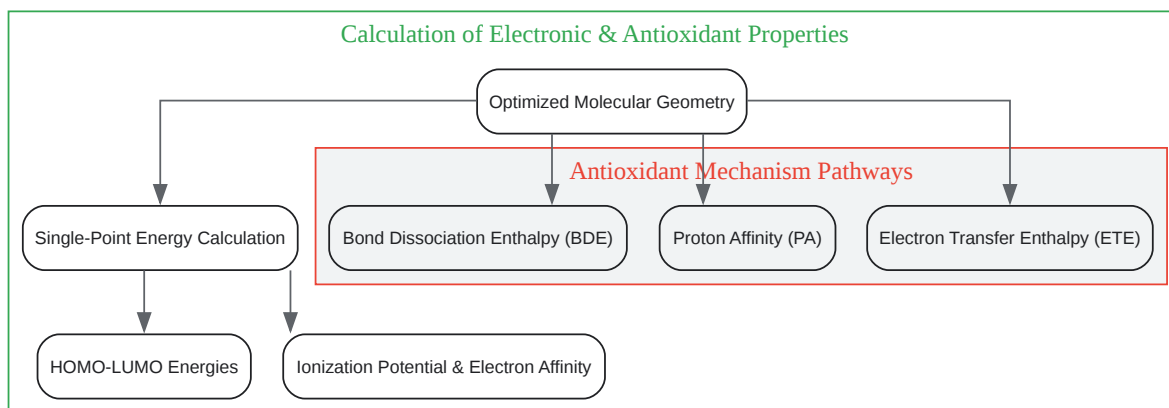 Calculation of Electronic & Antioxidant Properties
Optimized Molecular Geometry
Antioxidant Mechanism Pathways
Single-Point Energy Calculation
Bond Dissociation Enthalpy (BDE)
Proton Affinity (PA)
Electron Transfer Enthalpy (ETE)
HOMO-LUMO Energies
Ionization Potential & Electron Affinity